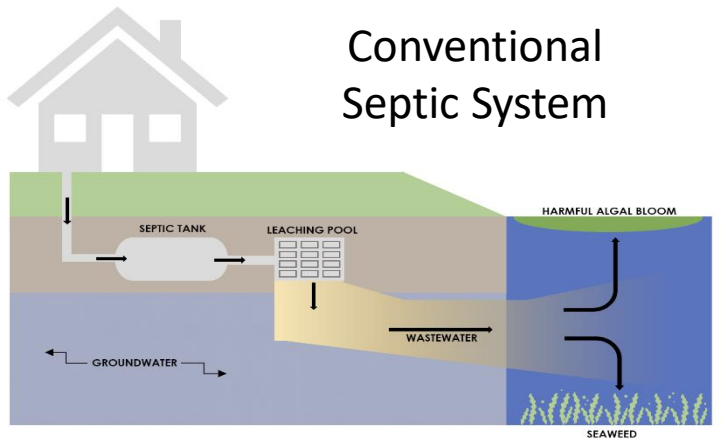 Conventional
Septic System
HARMFUL ALGAL BLOOM
SEPTIC TANK
LEACHING POOL
WASTEWATER
GROUNDWATER
SEAWEED